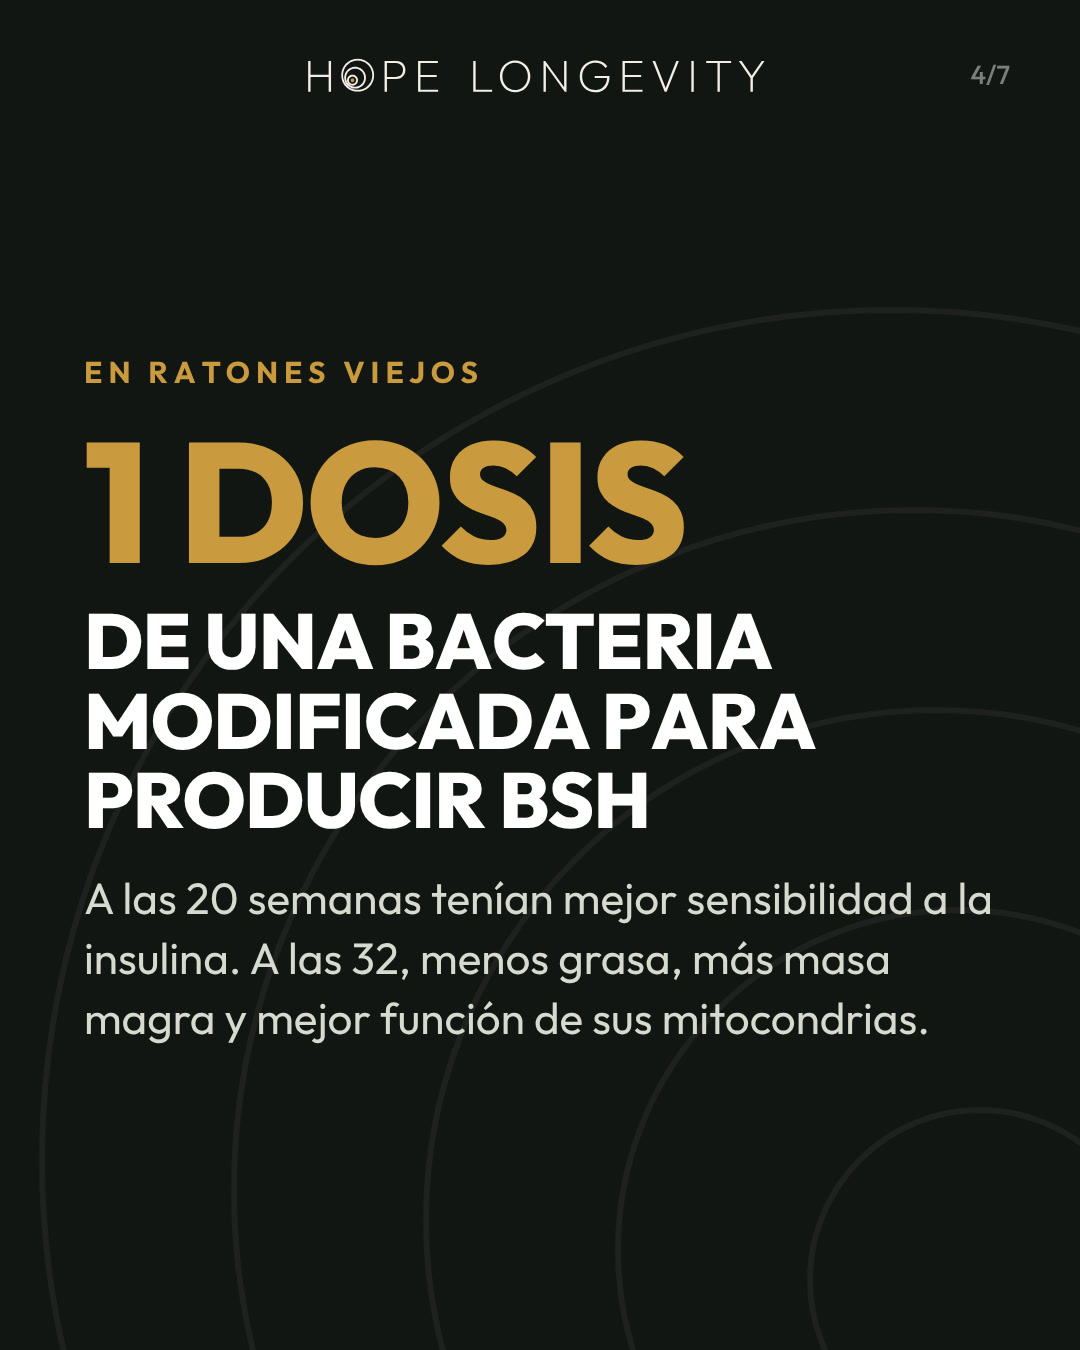 HOPE LONGEVITY
4/7
EN RATONES VIEJOS
1 DOSIS
DE UNA BACTERIA
MODIFICADA PARA
PRODUCIR BSH
A las 20 semanas tenían mejor sensibilidad a la
insulina. A las 32, menos grasa, más masa
magra y mejor función de sus mitocondrias.